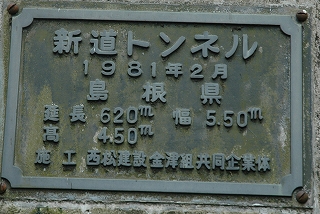 新道トンネル
1981年2月
島根県
延長 620m 幅 5.50m
高 4.50m
施工 西松建設金津組共同企業体